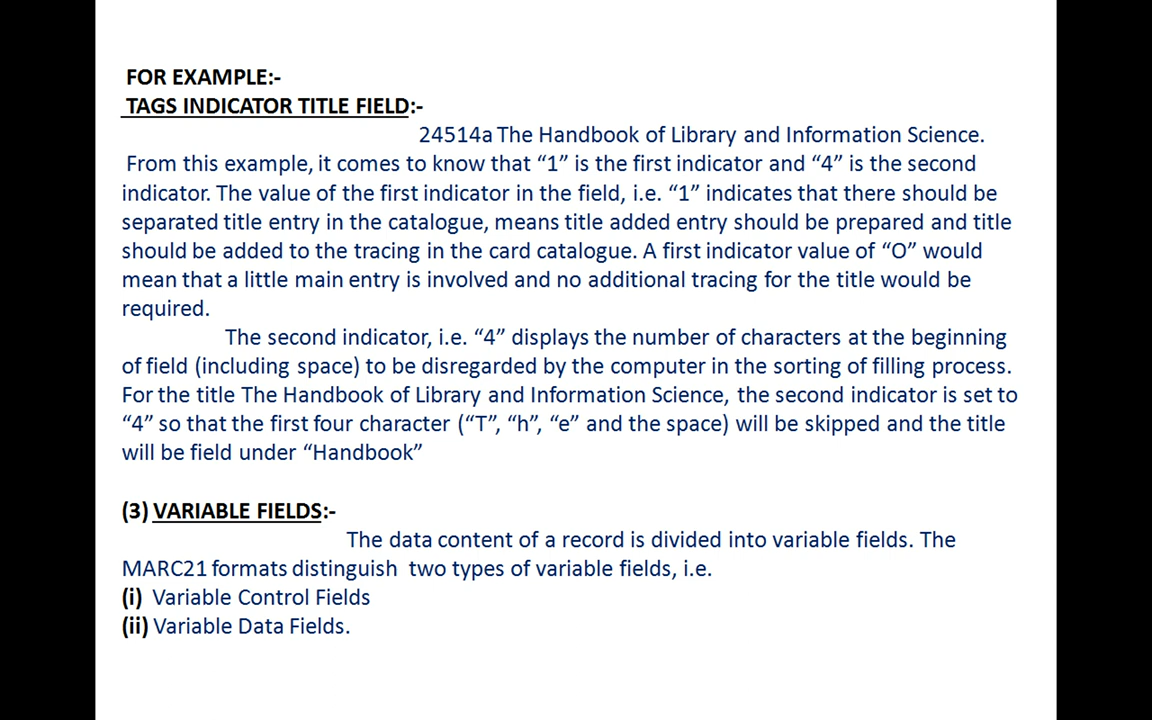 FOR EXAMPLE:-
TAGS INDICATOR TITLE FIELD:-
24514a The Handbook of Library and Information Science.
From this example, it comes to know that “1” is the first indicator and “4” is the second
indicator. The value of the first indicator in the field, i.e. “1” indicates that there should be
separated title entry in the catalogue, means title added entry should be prepared and title
should be added to the tracing in the card catalogue. A first indicator value of “O” would
mean that a little main entry is involved and no additional tracing for the title would be
required.
The second indicator, i.e. “4” displays the number of characters at the beginning
of field (including space) to be disregarded by the computer in the sorting of filling process.
For the title The Handbook of Library and Information Science, the second indicator is set to
“4” so that the first four character (“T”, “h”, “e” and the space) will be skipped and the title
will be field under “Handbook”
(3) VARIABLE FIELDS:-
The data content of a record is divided into variable fields. The
MARC21 formats distinguish two types of variable fields, i.e.
(i) Variable Control Fields
(ii) Variable Data Fields.